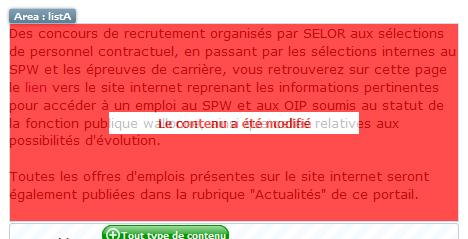 Area : listA
Des concours de recrutement organisés par SELOR aux sélections
de personnel contractuel, en passant par les sélections internes au
SPW et les épreuves de carrière, vous retrouverez sur cette page
le lien vers le site internet reprenant les informations pertinentes
pour accéder à un emploi au SPW et aux OIP soumis au statut de
la fonction publique wallonne, relatives aux
Le contenu a été modifié
possibilités d'évolution.
Toutes les offres d'emplois présentes sur le site internet seront
également publiées dans la rubrique "Actualités" de ce portail.
Tout type de contenu